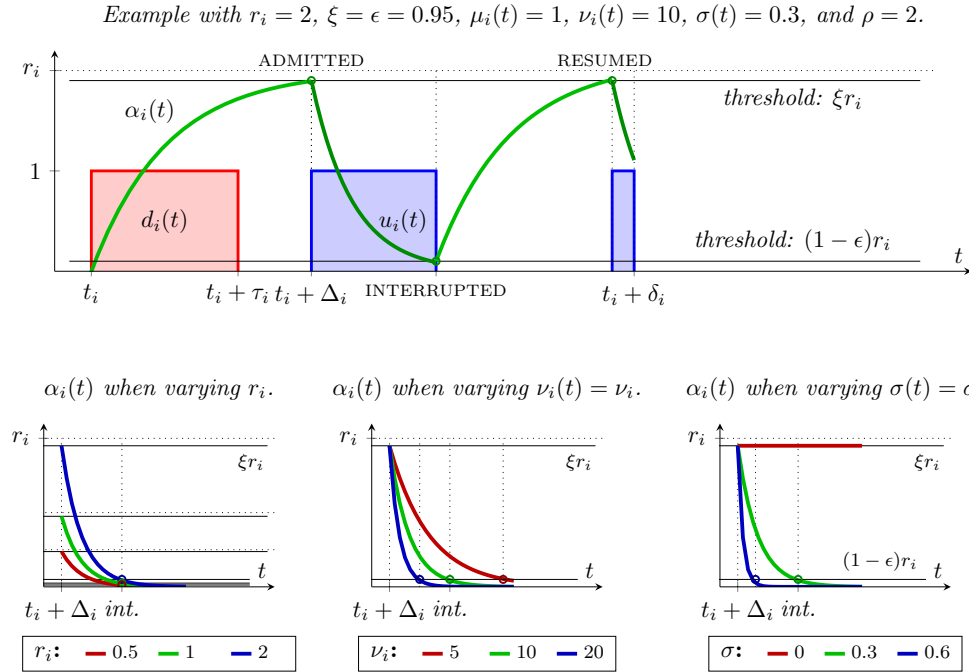 Example with r_i = 2, ξ = ϵ = 0.95, μ_i(t) = 1, ν_i(t) = 10, σ(t) = 0.3, and ρ = 2.
ADMITTED RESUMED
r_i
α_i(t) threshold: ξr_i
1
d_i(t) u_i(t) threshold: (1 − ϵ)r_i
t
t_i t_i + τ_i t_i + Δ_i INTERRUPTED t_i + δ_i
α_i(t) when varying r_i. α_i(t) when varying ν_i(t) = ν_i. α_i(t) when varying σ(t) = σ
r_i r_i r_i
ξr_i ξr_i ξr_i
(1 − ϵ)r_i
t t t
t_i + Δ_i int. t_i + Δ_i int. t_i + Δ_i int.
r_i: 0.5 1 2 ν_i: 5 10 20 σ: 0 0.3 0.6